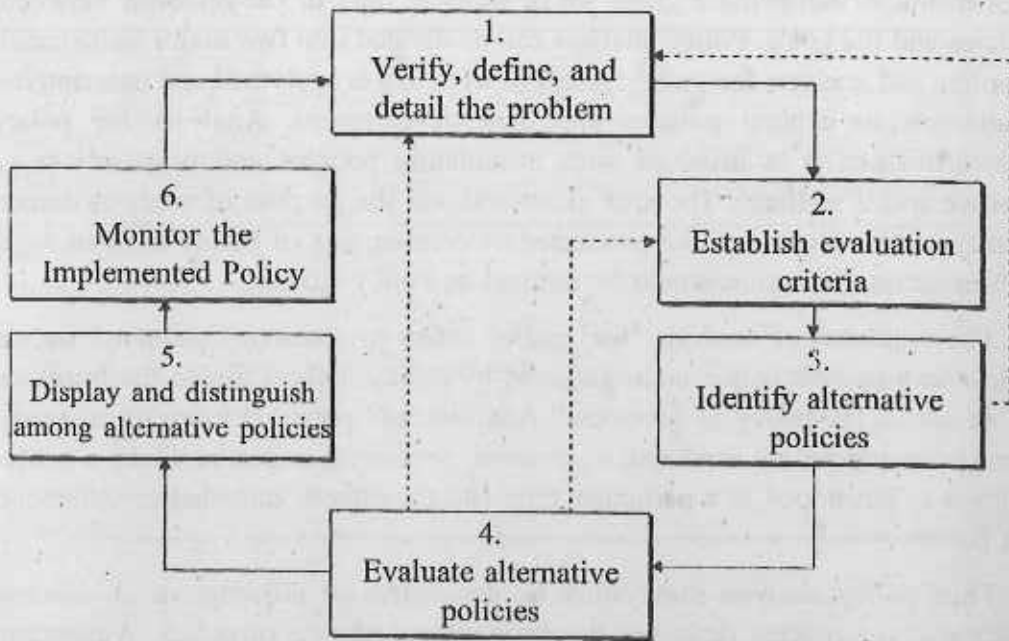 1.
Verify, define, and
detail the problem
2.
Establish evaluation
criteria
3.
Identify alternative
policies
4.
Evaluate alternative
policies
5.
Display and distinguish
among alternative policies
6.
Monitor the
Implemented Policy